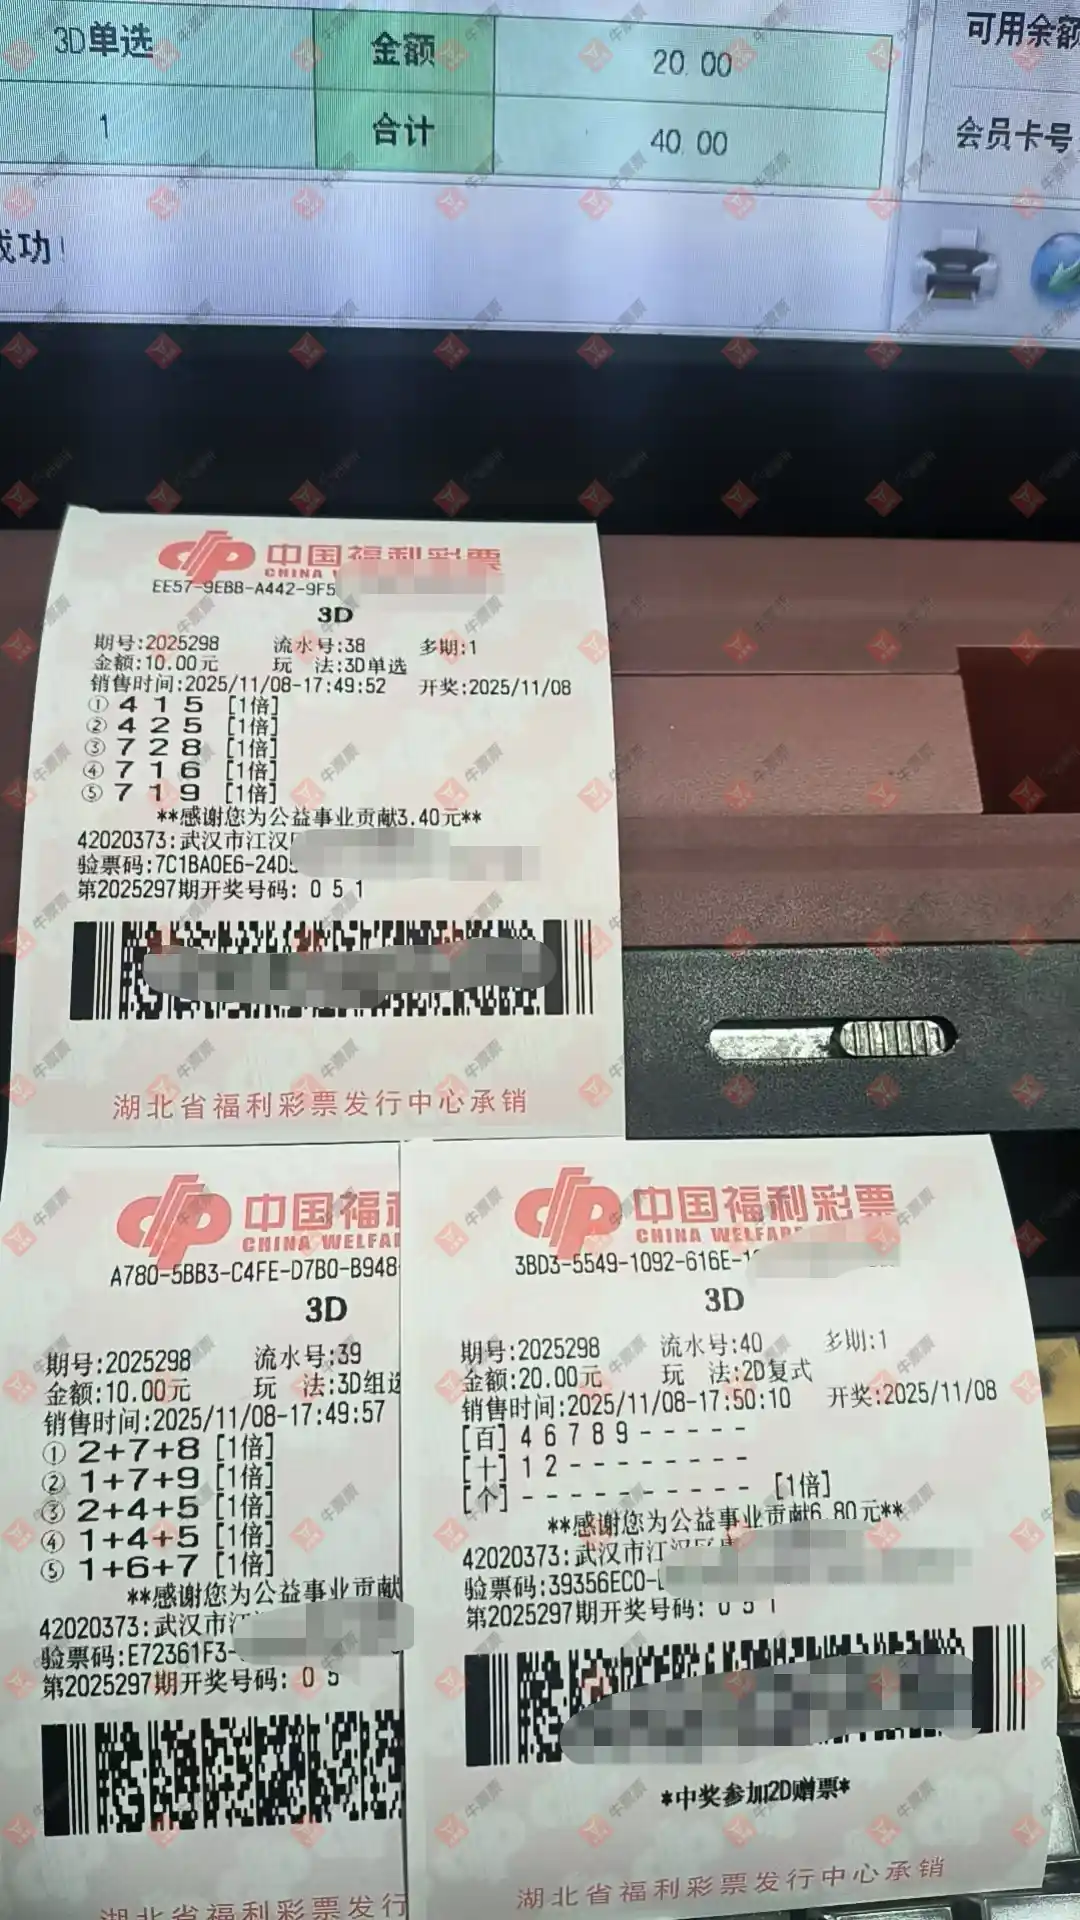 3D单选 金额 20.00 可用余额
1 合计 40.00 会员卡号
成功!
中国福利彩票
CHINA
EE57-9EBB-A442-9F5
3D
期号:2025298 流水号:38 多期:1
金额:10.00元 玩 法:3D单选
销售时间:2025/11/08-17:49:52 开奖:2025/11/08
① 4 1 5 [1倍]
② 4 2 5 [1倍]
③ 7 2 8 [1倍]
④ 7 1 6 [1倍]
⑤ 7 1 9 [1倍]
**感谢您为公益事业贡献3.40元**
42020373:武汉市江汉
验票码:7C1BA0E6-24D
第2025297期开奖号码: 0 5 1
湖北省福利彩票发行中心承销
中国福利
CHINA WELFA
A780-5BB3-C4FE-D7B0-B948-
3D
期号:2025298 流水号:39
金额:10.00元 玩 法:3D组选
销售时间:2025/11/08-17:49:57
① 2+7+8 [1倍]
② 1+7+9 [1倍]
③ 2+4+5 [1倍]
④ 1+4+5 [1倍]
⑤ 1+6+7 [1倍]
**感谢您为公益事业贡献
42020373:武汉市江
验票码:E72361F3-
第2025297期开奖号码: 0 5
湖北省福利彩票发行
中国福利彩票
CHINA WELFARE
3BD3-5549-1092-616E-1
3D
期号:2025298 流水号:40 多期:1
金额:20.00元 玩 法:2D复式
销售时间:2025/11/08-17:50:10 开奖:2025/11/08
[百] 4 6 7 8 9 - - - - -
[十] 1 2 - - - - - - - -
[个] - - - - - - - - - - [1倍]
**感谢您为公益事业贡献6.80元**
42020373:武汉市江汉区
验票码:39356EC0-
第2025297期开奖号码: 0 5 1
*中奖参加2D赠票*
湖北省福利彩票发行中心承销